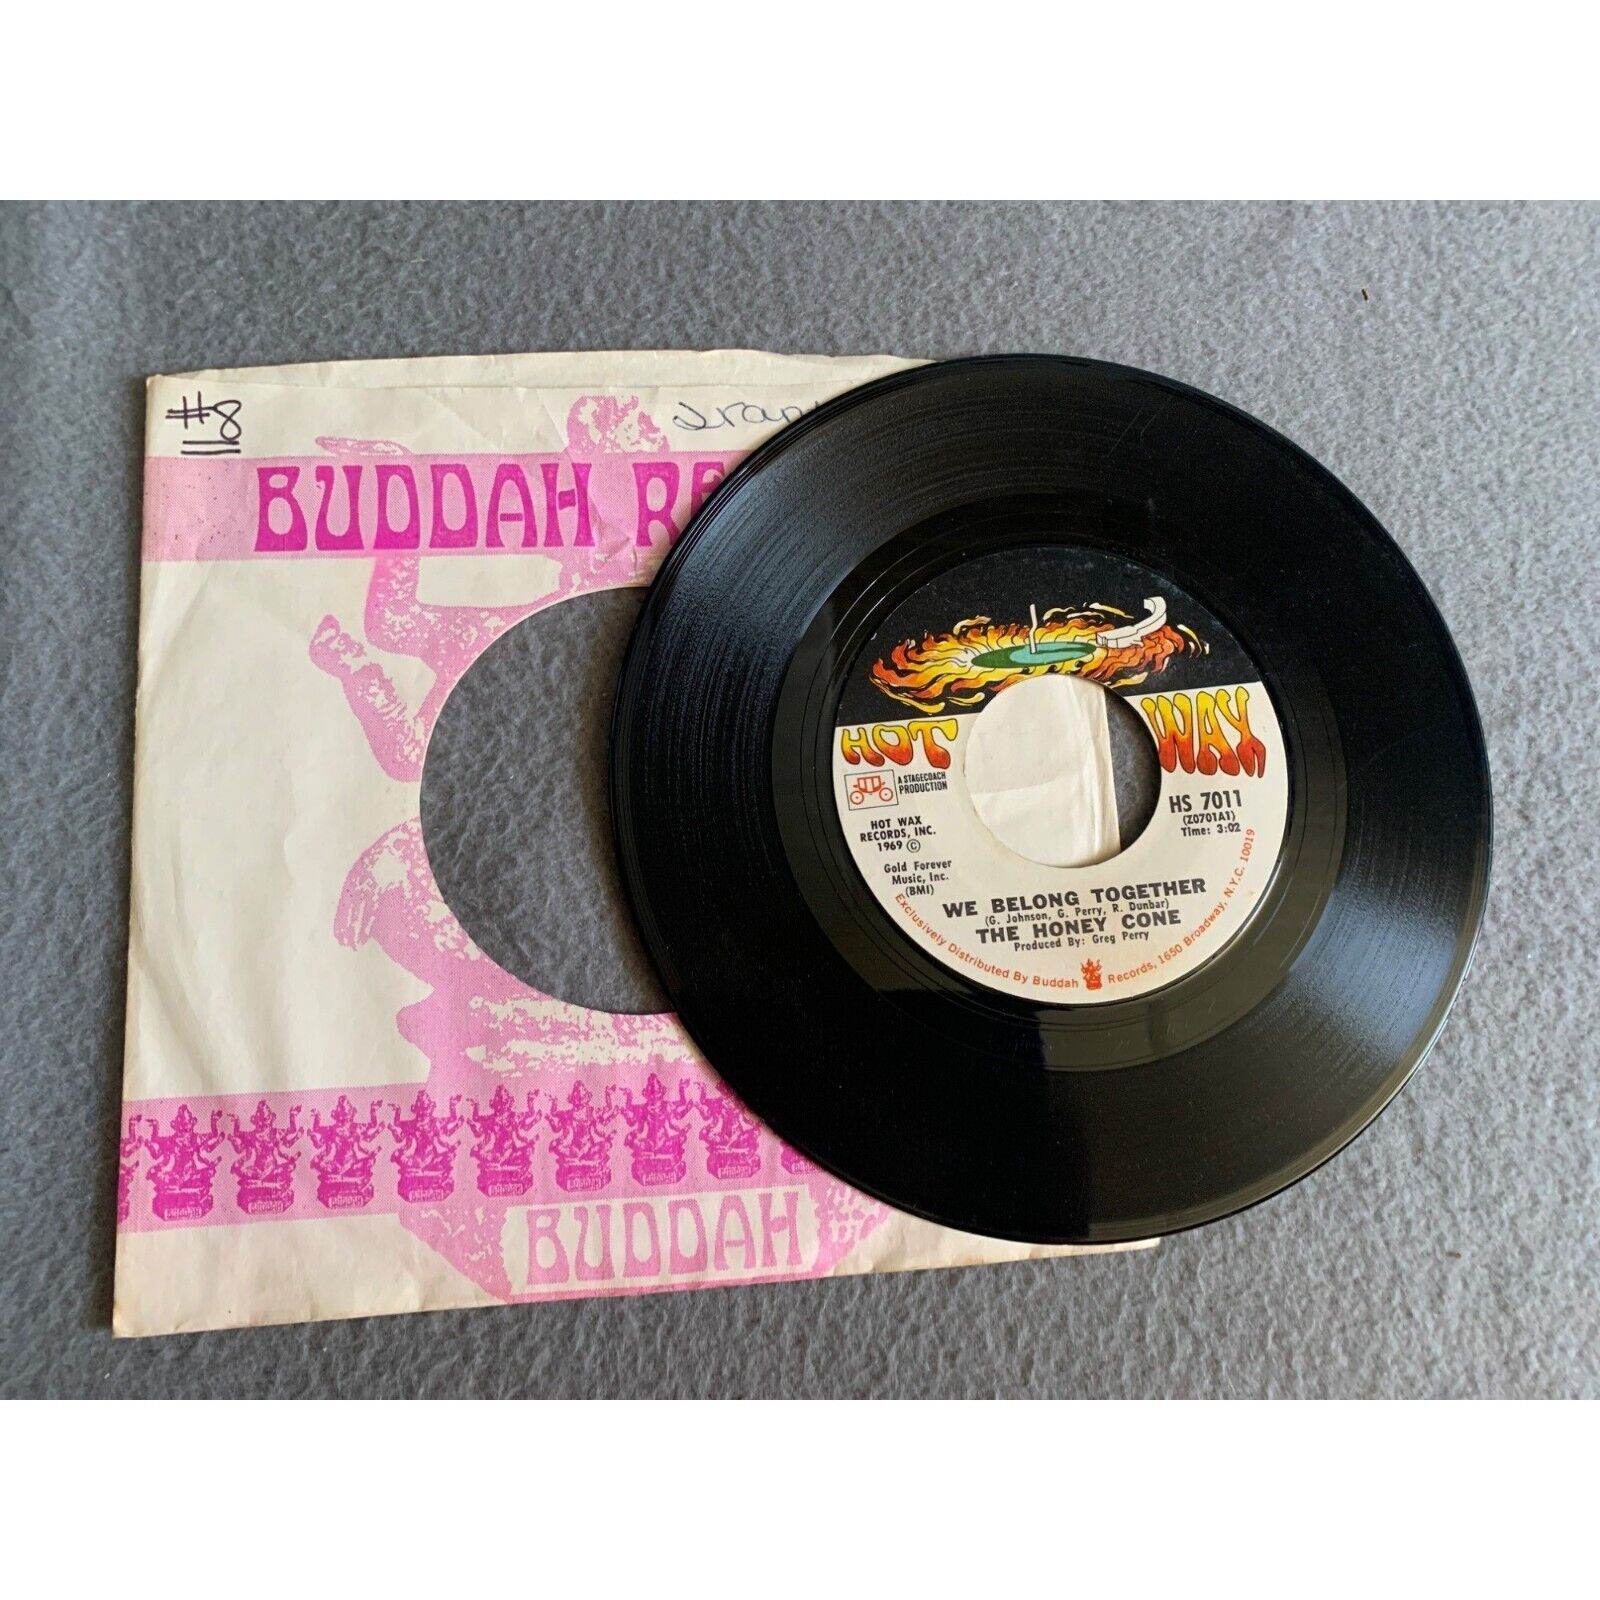 #
118
BUDDAH RE
HOT WAX
A STAGECOACH
PRODUCTION
HOT WAX
RECORDS, INC.
1969 ©
Gold Forever
Music, Inc.
(BMI)
HS 7011
(Z0701A1)
Time: 3:02
WE BELONG TOGETHER
(G. Johnson, G. Perry, R. Dunbar)
THE HONEY CONE
Produced By: Greg Perry
Exclusively Distributed By Buddah Records, 1650 Broadway, N.Y.C. 10019
BUDDAH